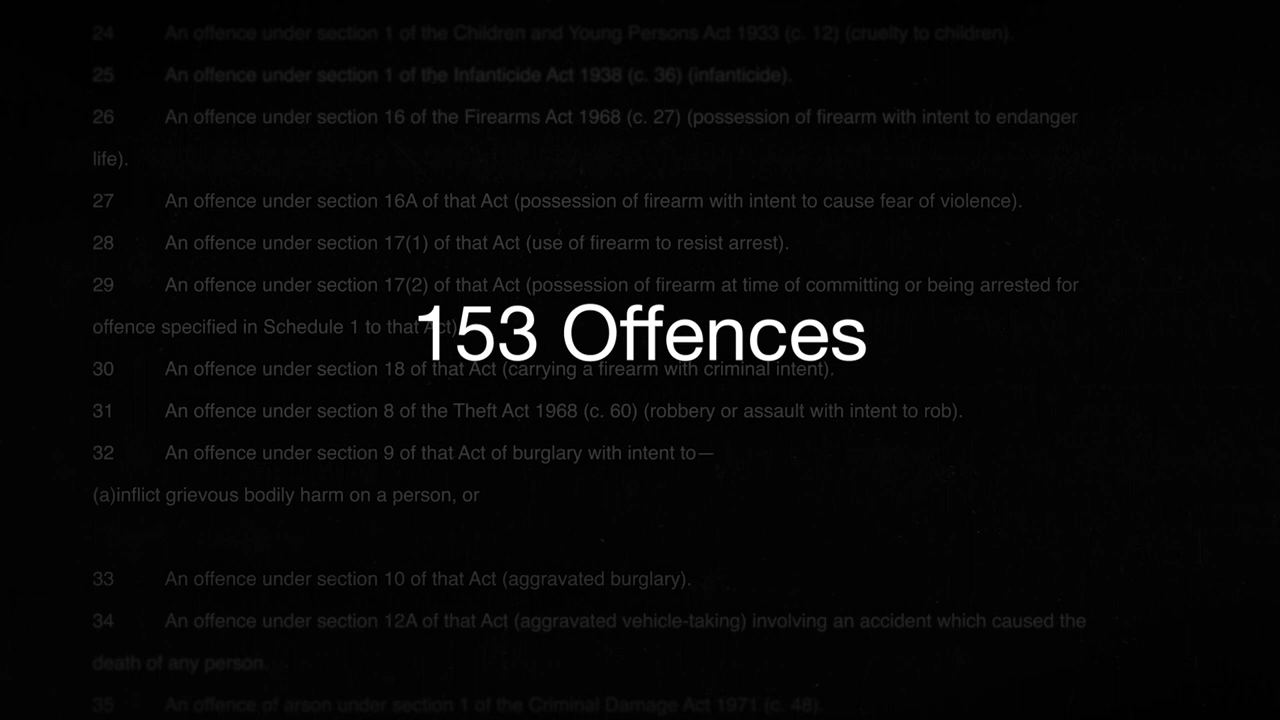 24 An offence under section 1 of the Children and Young Persons Act 1933 (c. 12) (cruelty to children).
25 An offence under section 1 of the Infanticide Act 1938 (c. 36) (infanticide).
26 An offence under section 16 of the Firearms Act 1968 (c. 27) (possession of firearm with intent to endanger
life).
27 An offence under section 16A of that Act (possession of firearm with intent to cause fear of violence).
28 An offence under section 17(1) of that Act (use of firearm to resist arrest).
29 An offence under section 17(2) of that Act (possession of firearm at time of committing or being arrested for
offence specified in Schedule 1 to that Act)
153 Offences
30 An offence under section 18 of that Act (carrying a firearm with criminal intent).
31 An offence under section 8 of the Theft Act 1968 (c. 60) (robbery or assault with intent to rob).
32 An offence under section 9 of that Act of burglary with intent to—
(a)inflict grievous bodily harm on a person, or
33 An offence under section 10 of that Act (aggravated burglary).
34 An offence under section 12A of that Act (aggravated vehicle-taking) involving an accident which caused the
death of any person.
35 An offence of arson under section 1 of the Criminal Damage Act 1971 (c. 48).